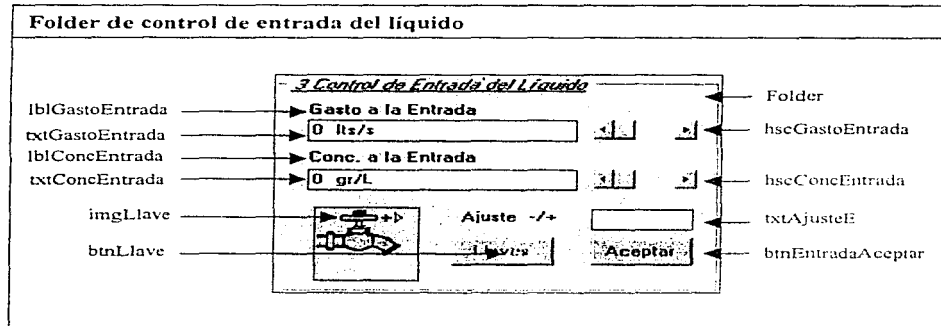 Folder de control de entrada del líquido
3 Control de Entrada del Líquido
lblGastoEntrada
Gasto a la Entrada
Folder
txtGastoEntrada
0 lts/s
hscGastoEntrada
lblConcEntrada
Conc. a la Entrada
txtConcEntrada
0 gr/L
hscConcEntrada
imgLlave
Ajuste -/+
txtAjusteE
btnLlave
Aceptar
btnEntradaAceptar